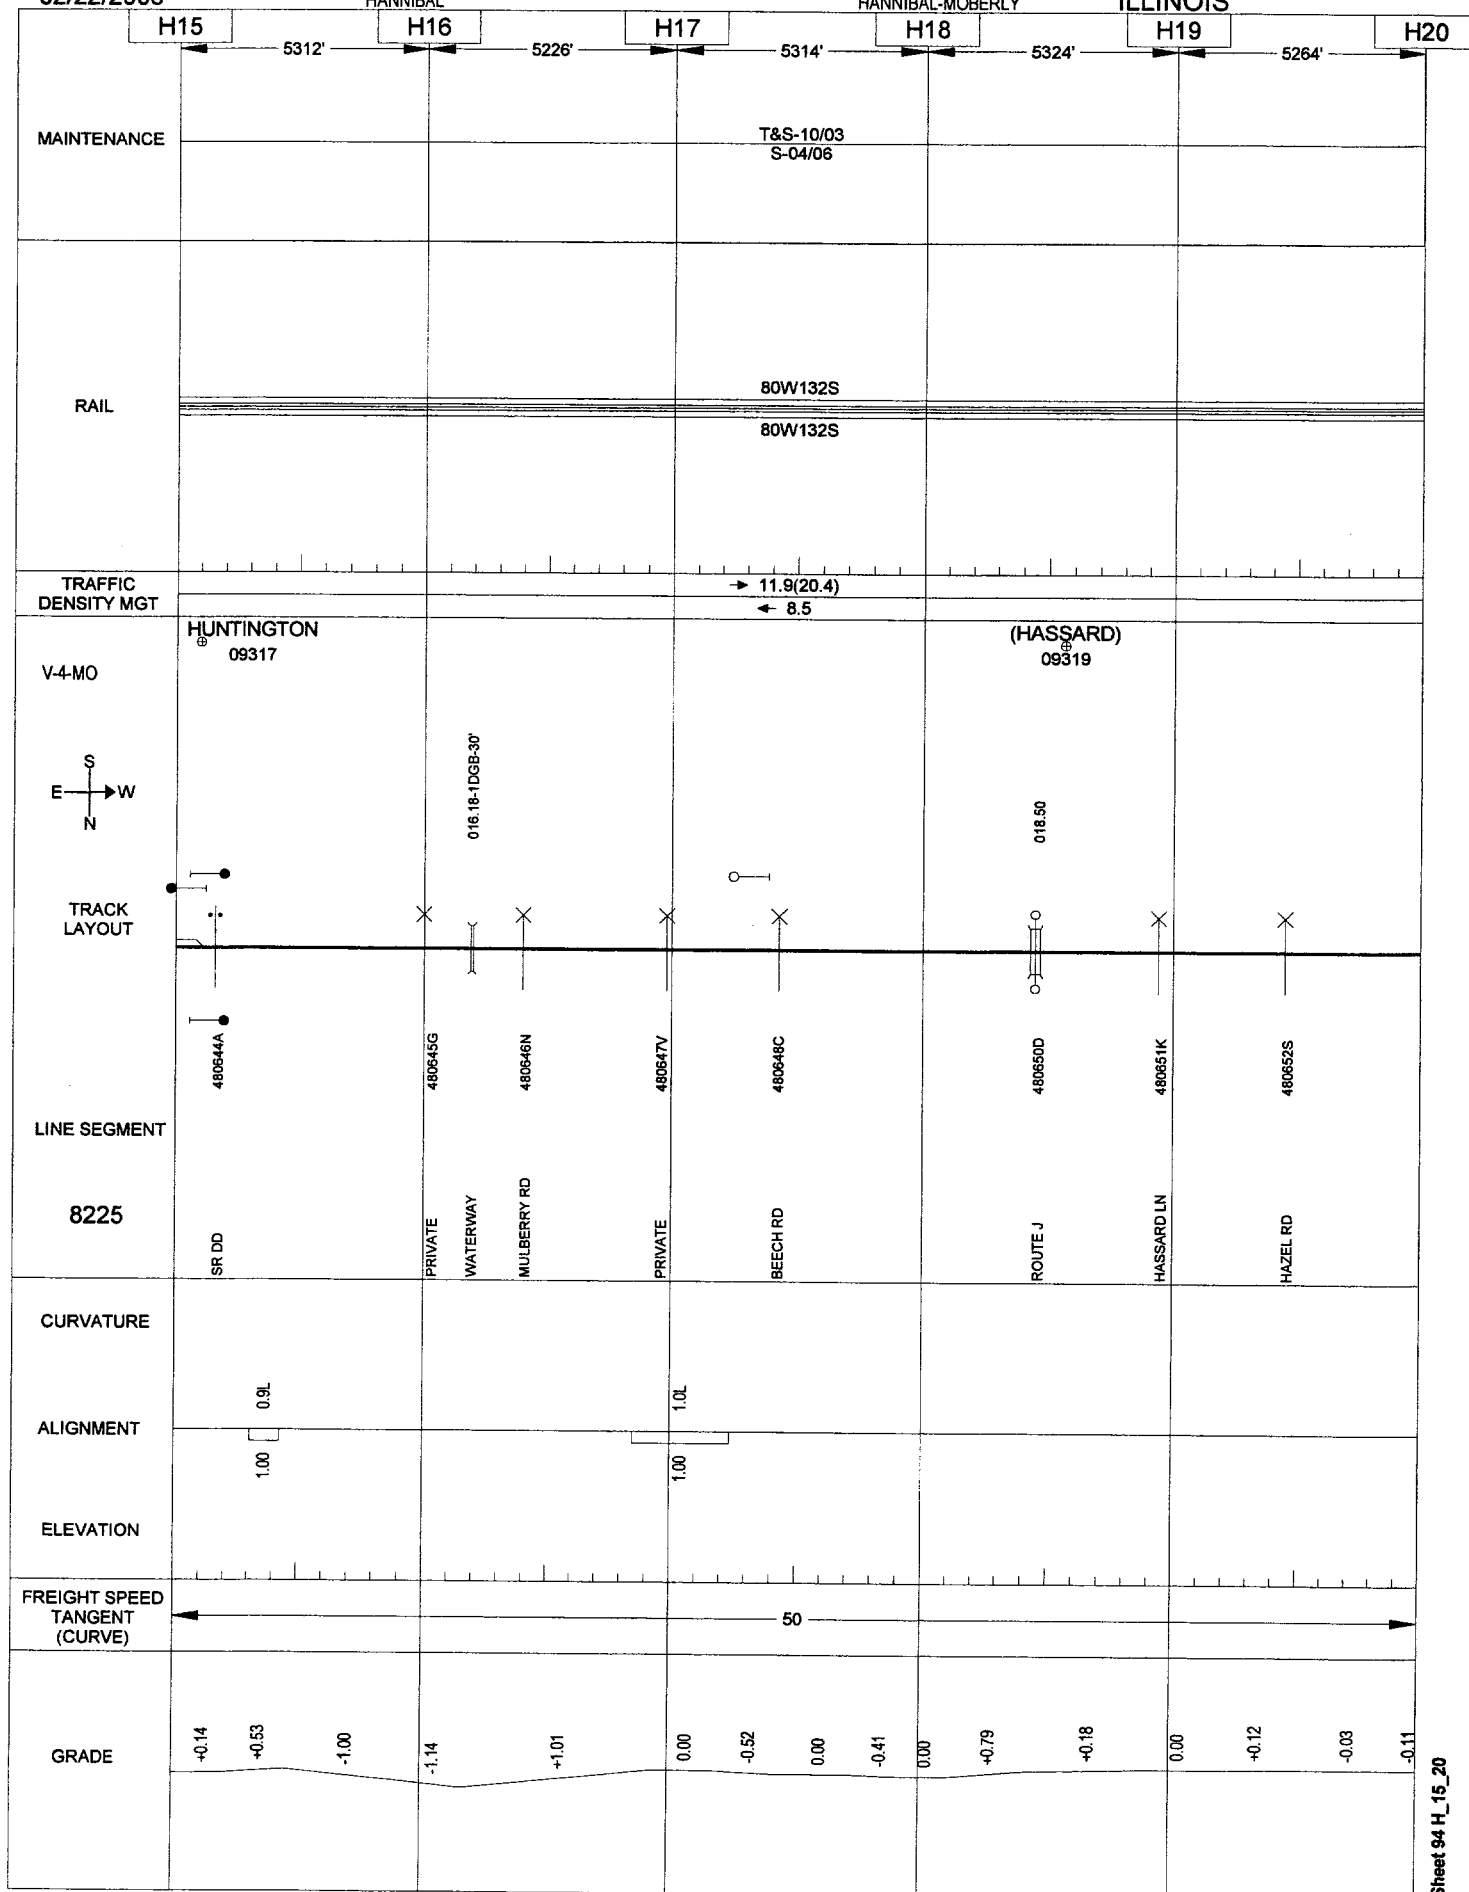 HANNIBAL HANNIBAL-MOBERLY ILLINOIS
H15 H16 H17 H18 H19 H20
5312' 5226' 5314' 5324' 5264'
MAINTENANCE
T&S-10/03
S-04/06
RAIL
80W132S
80W132S
TRAFFIC
DENSITY MGT
11.9(20.4)
8.5
HUNTINGTON
09317
(HASSARD)
09319
V-4-MO
S
E W
N
016.18-1DGB-30'
018.50
TRACK
LAYOUT
480644A
480645G
480646N
480647V
480648C
480650D
480651K
480652S
LINE SEGMENT
8225
SR DD
PRIVATE
WATERWAY
MULBERRY RD
PRIVATE
BEECH RD
ROUTE J
HASSARD LN
HAZEL RD
CURVATURE
0.9L
1.0L
ALIGNMENT
1.00
1.00
ELEVATION
FREIGHT SPEED
TANGENT
(CURVE)
50
GRADE
+0.14
+0.53
-1.00
-1.14
+1.01
0.00
-0.52
0.00
-0.41
0.00
+0.79
+0.18
0.00
+0.12
-0.03
-0.11
Sheet 94 H_15_20